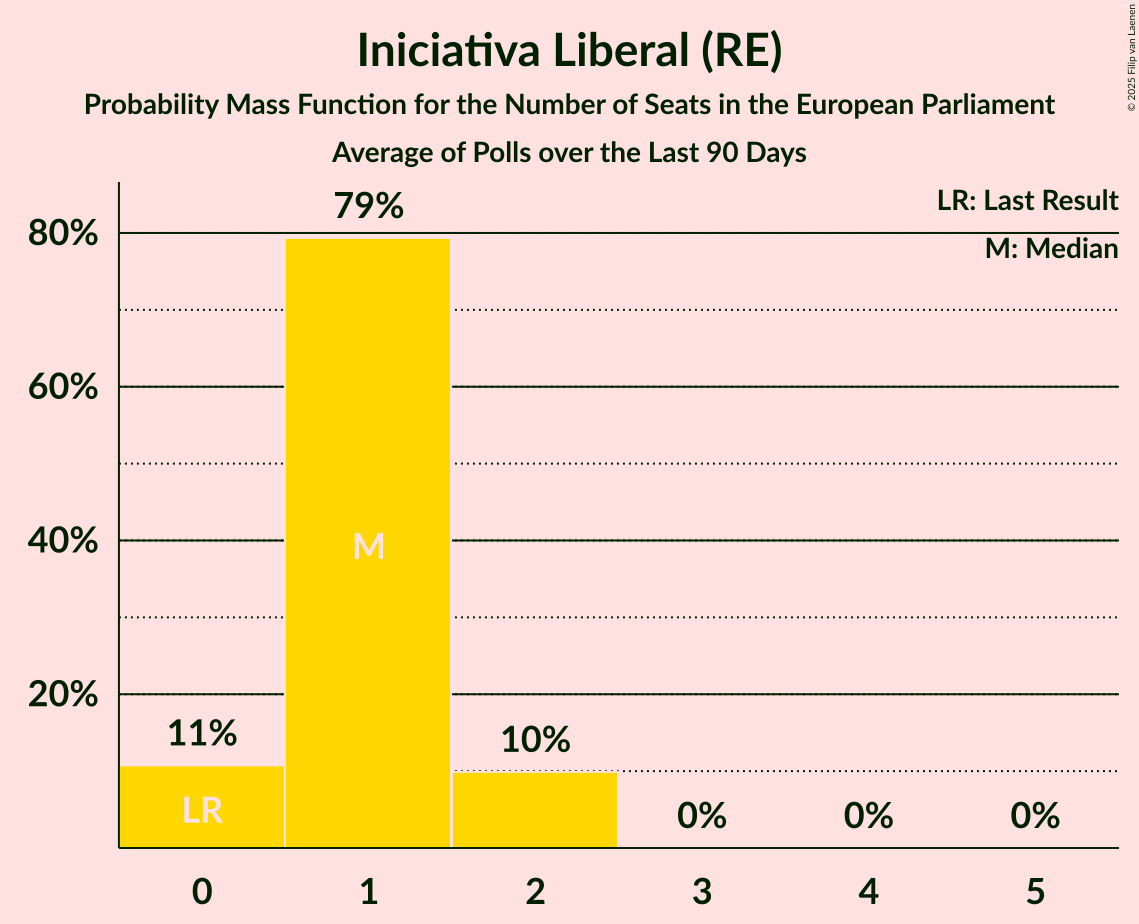 Iniciativa Liberal (RE)
Probability Mass Function for the Number of Seats in the European Parliament
Average of Polls over the Last 90 Days
© 2025 Filip van Laenen
LR: Last Result
M: Median
80%
60%
40%
20%
79%
11%
10%
0%
0%
0%
M
LR
0
1
2
3
4
5